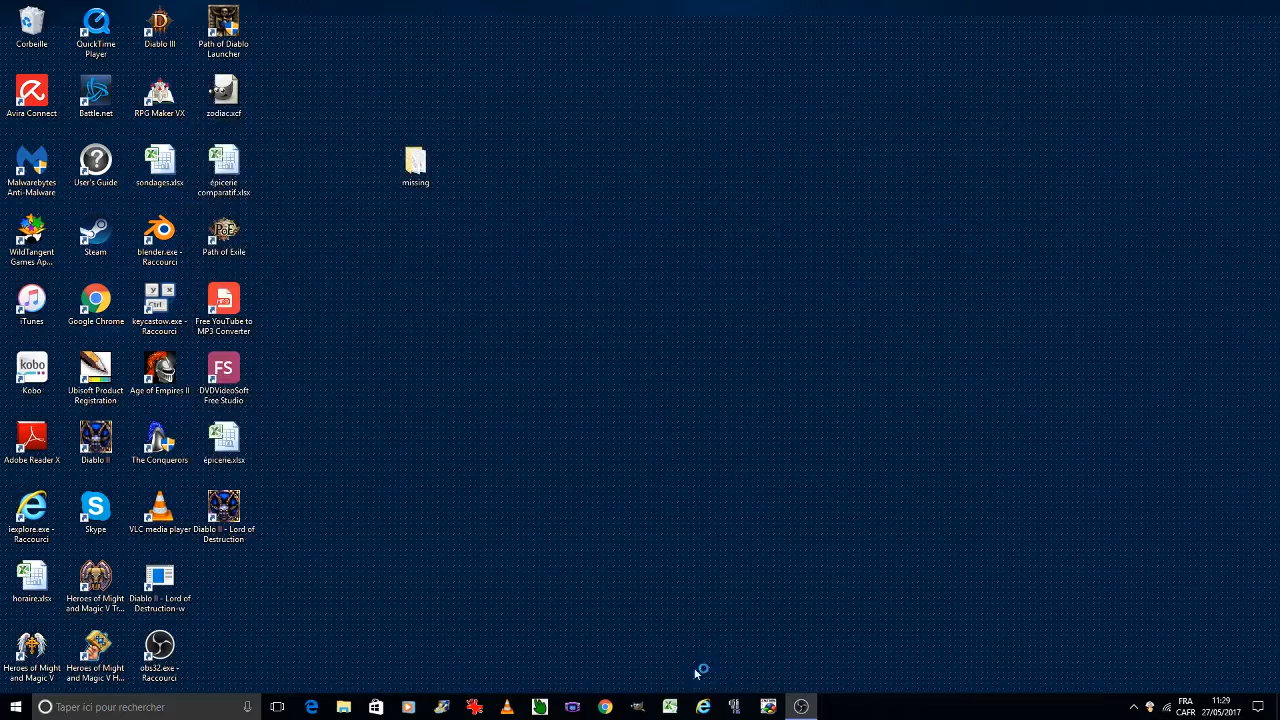 Corbeille
QuickTime
Player
Diablo III
Path of Diablo
Launcher
Avira Connect
Battle.net
RPG Maker VX
zodiac.xcf
Malwarebytes
Anti-Malware
User's Guide
sondages.xlsx
épicerie
comparatif.xlsx
missing
WildTangent
Games Ap...
Steam
blender.exe -
Raccourci
Path of Exile
iTunes
Google Chrome
keycastow.exe -
Raccourci
Free YouTube to
MP3 Converter
Kobo
Ubisoft Product
Registration
Age of Empires II
DVDVideoSoft
Free Studio
Adobe Reader X
Diablo II
The Conquerors
épicerie.xlsx
iexplore.exe -
Raccourci
Skype
VLC media player
Diablo II - Lord of
Destruction
horaire.xlsx
Heroes of Might
and Magic V Tr...
Diablo II - Lord of
Destruction-w
Heroes of Might
and Magic V
Heroes of Might
and Magic V H...
obs32.exe -
Raccourci
Taper ici pour rechercher
FRA
CAFR
11:29
27/05/2017